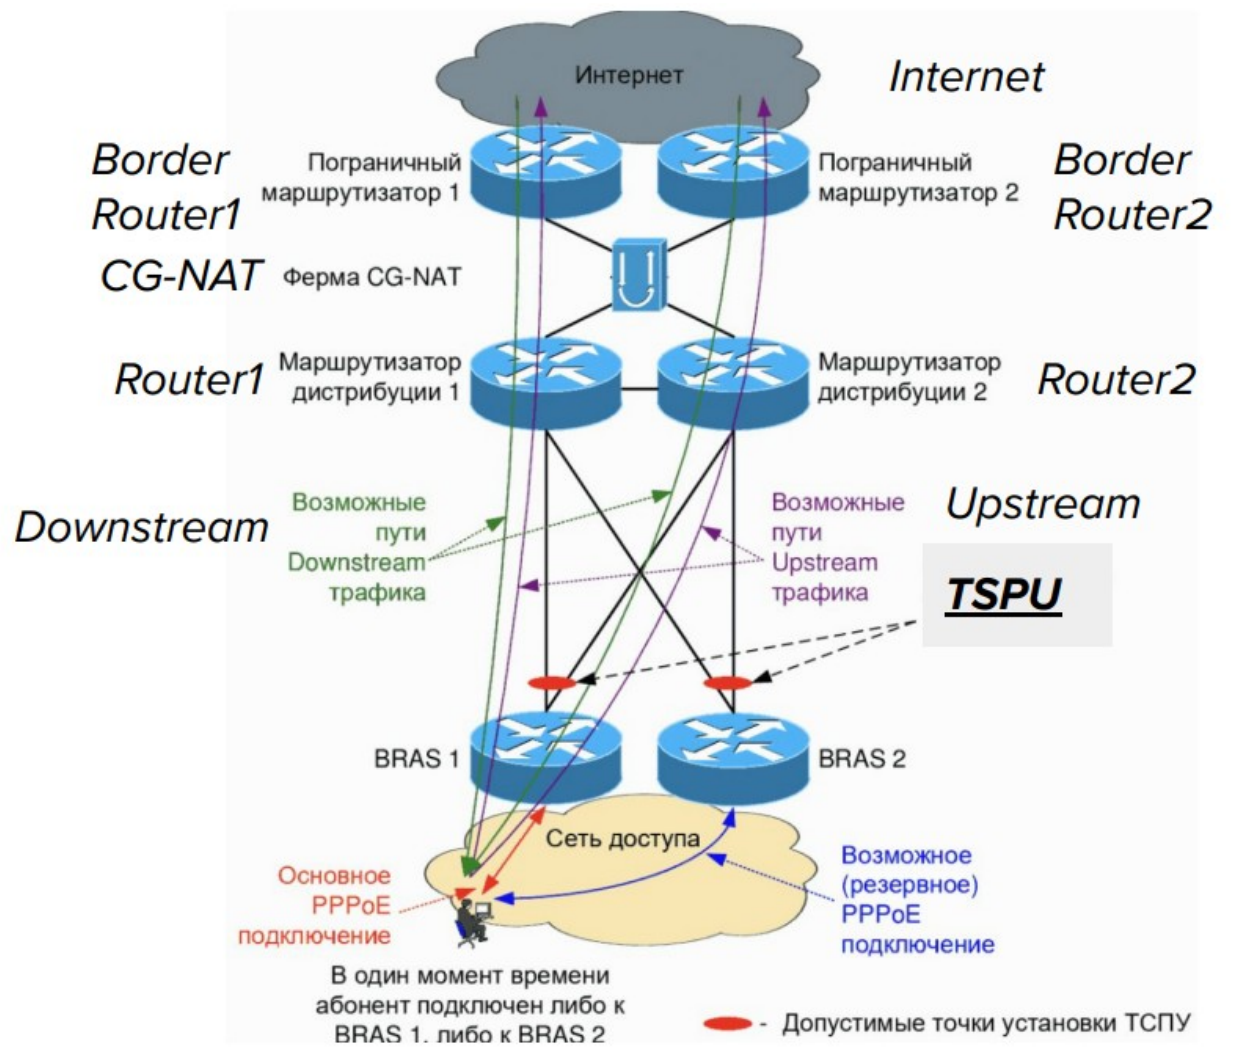 Интернет
Internet
Border
Router1
Пограничный
маршрутизатор 1
Пограничный
маршрутизатор 2
Border
Router2
CG-NAT
Ферма CG-NAT
Router1
Маршрутизатор
дистрибуции 1
Маршрутизатор
дистрибуции 2
Router2
Downstream
Возможные
пути
Downstream
трафика
Возможные
пути
Upstream
трафика
Upstream
TSPU
BRAS 1
BRAS 2
Сеть доступа
Основное
PPPoE
подключение
Возможное
(резервное)
PPPoE
подключение
В один момент времени
абонент подключен либо к
BRAS 1, либо к BRAS 2
- Допустимые точки установки ТСПУ